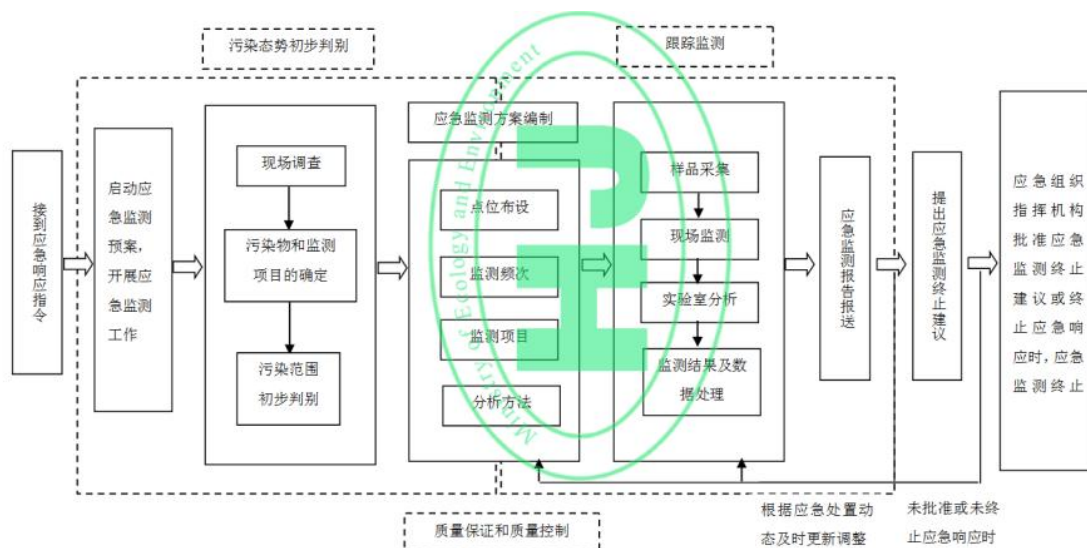 污染态势初步判别
跟踪监测
接到应急响应指令
启动应
急监测
预案，
开展应
急监测
工作
现场调查
污染物和监测
项目的确定
污染范围
初步判别
应急监测方案编制
点位布设
监测频次
监测项目
分析方法
样品采集
现场监测
实验室分析
监测结果及数
据处理
应急监测报告报送
提出应急监测终止建议
应急组织
指挥机构
批准应急
监测终止
建议或终
止应急响
应时，应急
监测终止
质量保证和质量控制
根据应急处置动
态及时更新调整
未批准或未终
止应急响应时
Ministry of Ecology and Environment